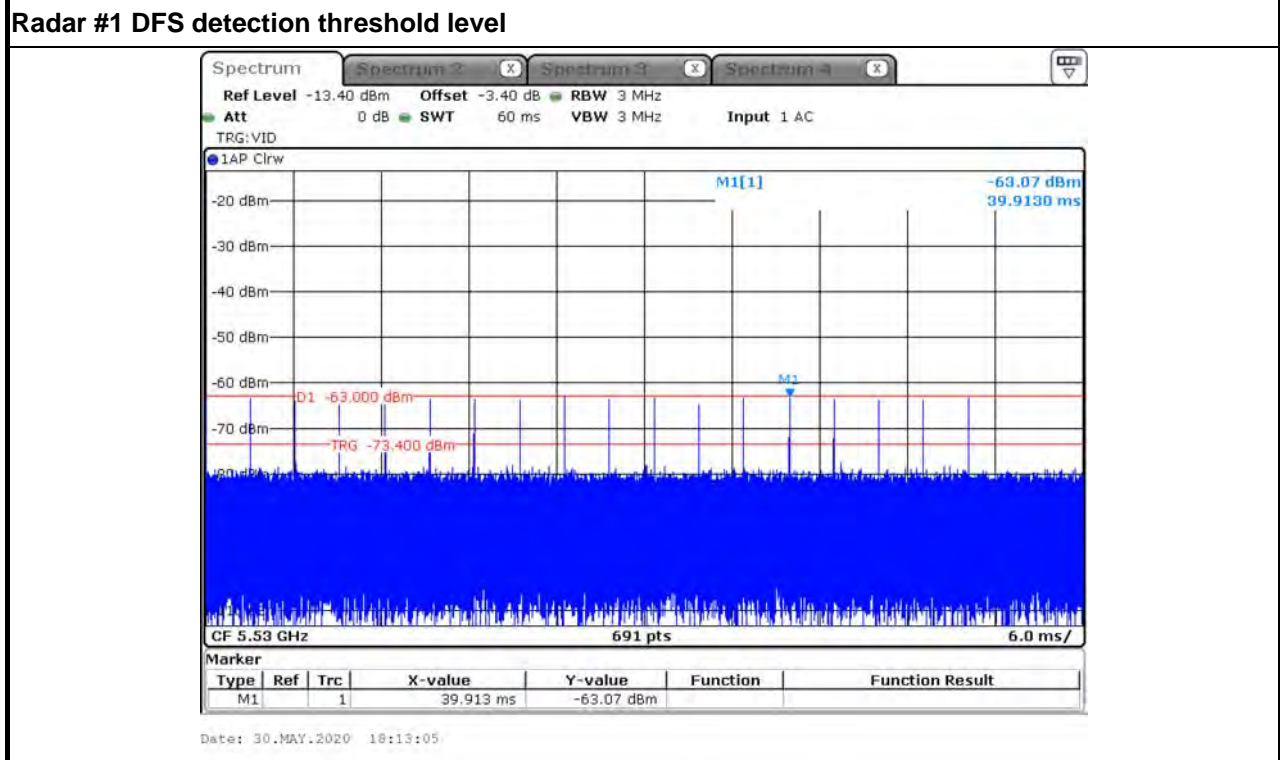 Radar #1 DFS detection threshold level
Spectrum Spectrum 2 X Spectrum 3 X Spectrum 4 X
Ref Level -13.40 dBm Offset -3.40 dB RBW 3 MHz
Att 0 dB SWT 60 ms VBW 3 MHz Input 1 AC
TRG:VID
1AP Clrw
M1[1] -63.07 dBm
39.9130 ms
-20 dBm
-30 dBm
-40 dBm
-50 dBm
-60 dBm
M1
D1 -63.000 dBm
-70 dBm
TRG -73.400 dBm
-80 dBm
CF 5.53 GHz 691 pts 6.0 ms/
Marker
Type Ref Trc X-value Y-value Function Function Result
M1 1 39.913 ms -63.07 dBm
Date: 30.MAY.2020 18:13:05